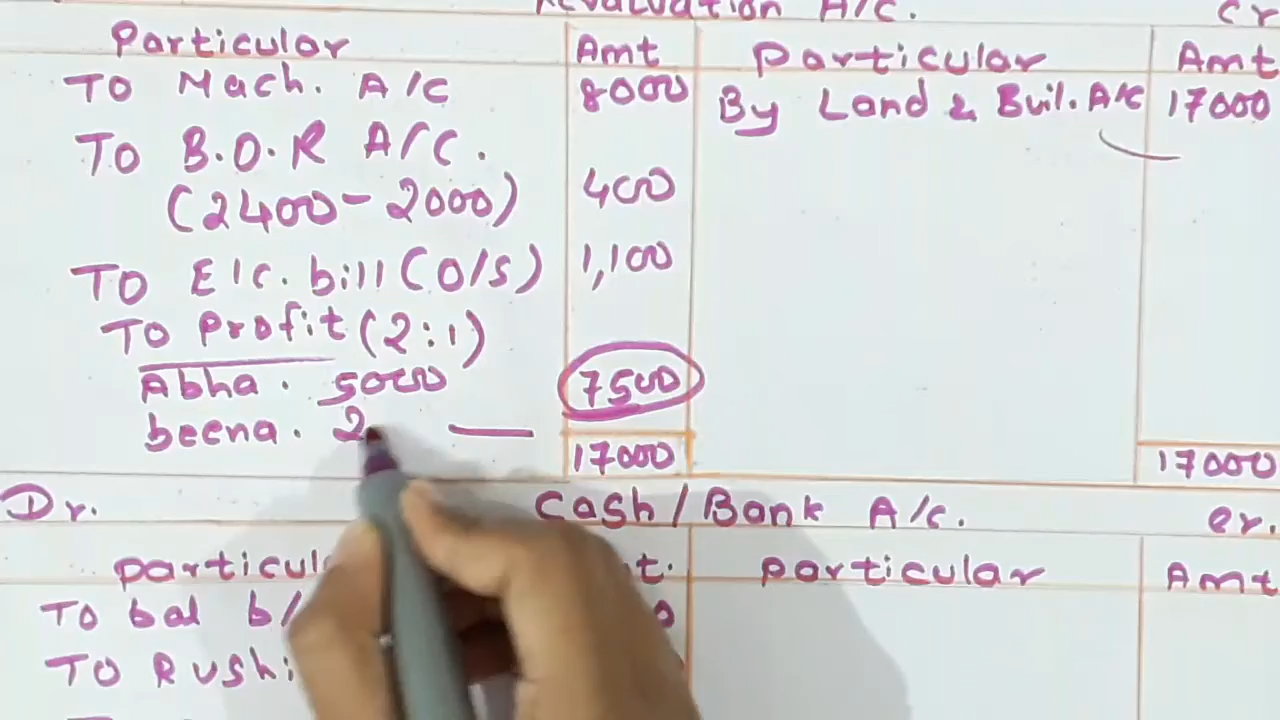 Revaluation A/C. Cr
Particular Amt Particular Amt
To Mach. A/C 8000 By Land & Buil. A/C 17000
To B.O.R A/C.
(2400-2000) 400
To Elc. bill (O/S) 1,100
To Profit (2:1)
Abha. 5000 7500
beena. 2
17000 17000
Dr. Cash/Bank A/c. Cr.
Particular Amt
To bal b/
To Rushi